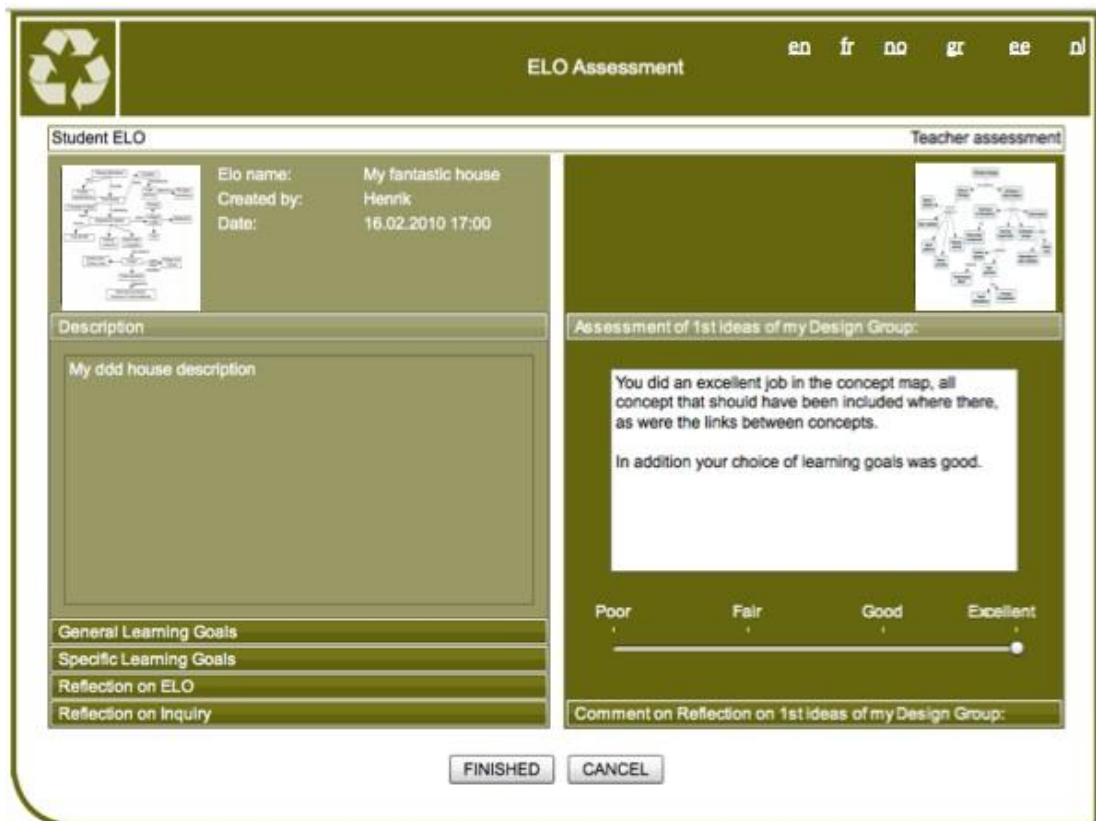 ELO Assessment
en fr no gr ee nl
Student ELO
Teacher assessment
Elo name: My fantastic house
Created by: Henrik
Date: 16.02.2010 17:00
Description
My ddd house description
General Learning Goals
Specific Learning Goals
Reflection on ELO
Reflection on Inquiry
Assessment of 1st ideas of my Design Group:
You did an excellent job in the concept map, all
concept that should have been included where there,
as were the links between concepts.
In addition your choice of learning goals was good.
Poor Fair Good Excellent
Comment on Reflection on 1st ideas of my Design Group:
FINISHED CANCEL